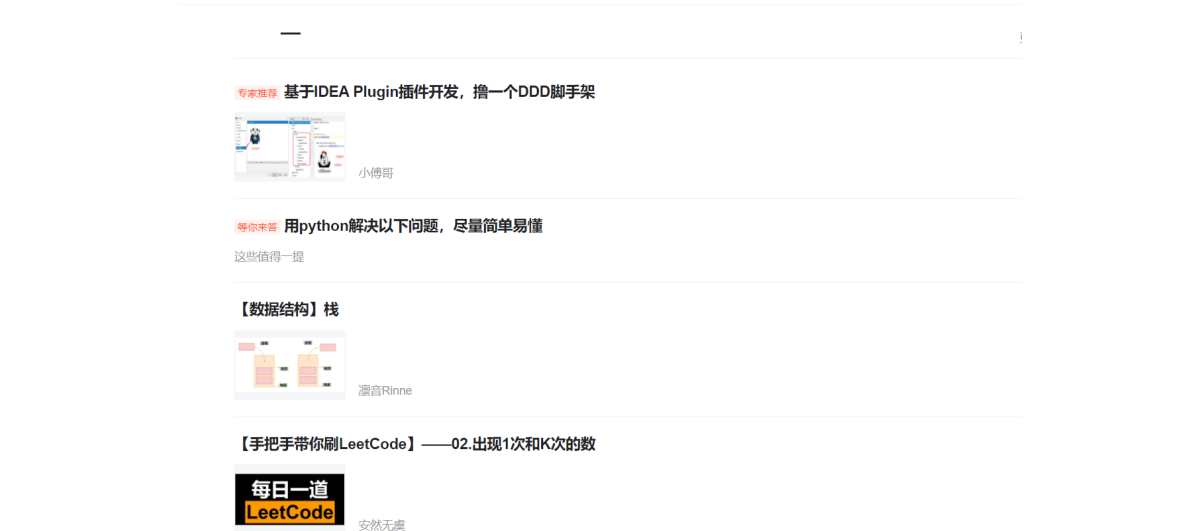 专家推荐 基于IDEA Plugin插件开发，撸一个DDD脚手架
小傅哥
等你来答 用python解决以下问题，尽量简单易懂
这些值得一提
【数据结构】栈
凛音Rinne
【手把手带你刷LeetCode】——02.出现1次和K次的数
每日一道
LeetCode
安然无虞